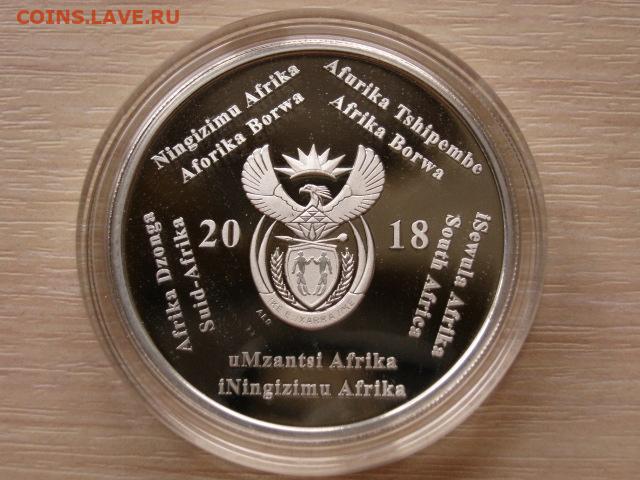 COINS.LAVE.RU
Ningizimu Afrika
Aforika Borwa
Afurika Tshipembe
Afrika Borwa
20 18
Afrika Dzonga
Suid-Afrika
iSewula Afrika
South Africa
ALS
uMzantsi Afrika
iNingizimu Afrika